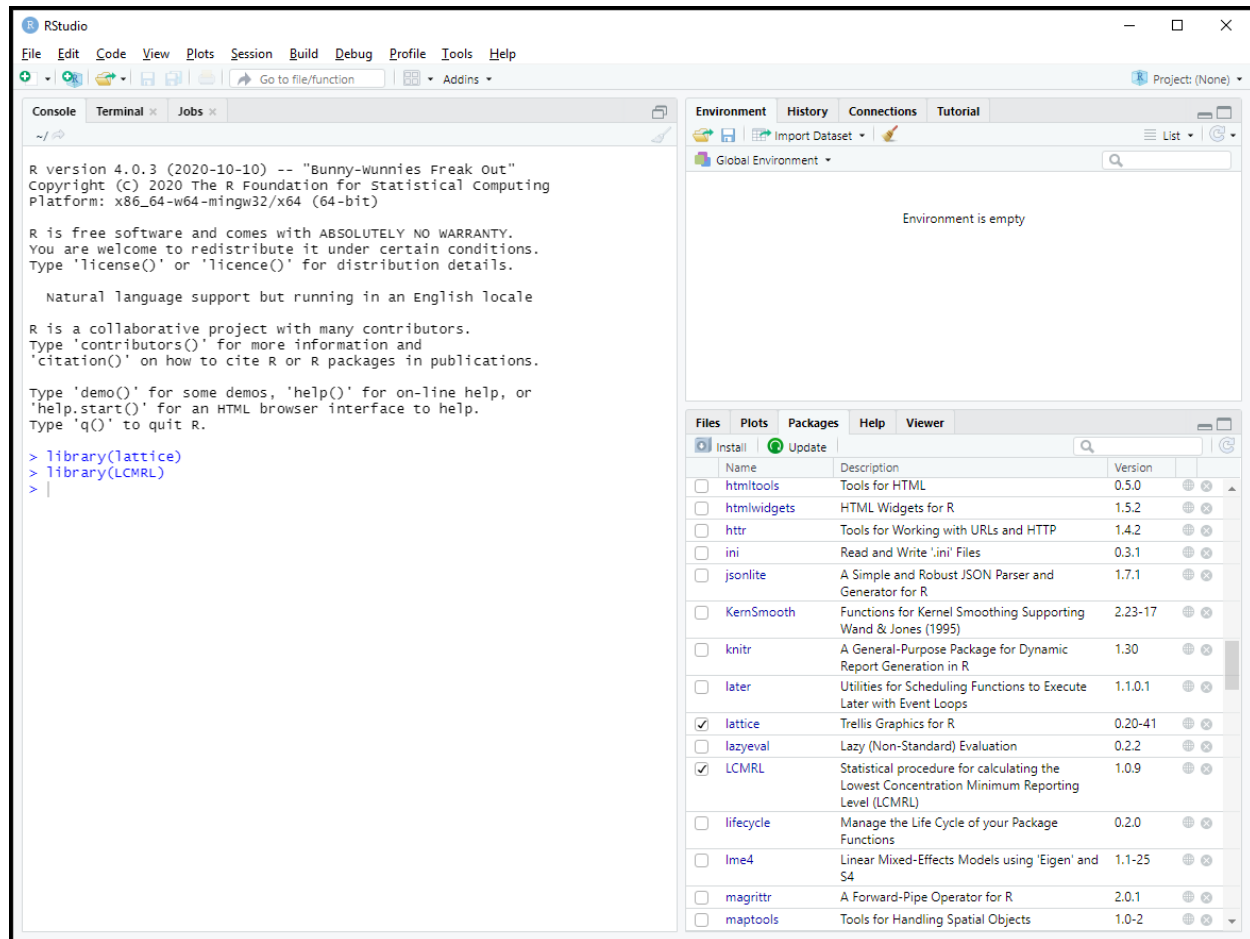 RStudio
File Edit Code View Plots Session Build Debug Profile Tools Help
Go to file/function Addins Project: (None)
Console Terminal Jobs
~/
R version 4.0.3 (2020-10-10) -- "Bunny-Wunnies Freak Out"
Copyright (C) 2020 The R Foundation for Statistical Computing
Platform: x86_64-w64-mingw32/x64 (64-bit)
R is free software and comes with ABSOLUTELY NO WARRANTY.
You are welcome to redistribute it under certain conditions.
Type 'license()' or 'licence()' for distribution details.
Natural language support but running in an English locale
R is a collaborative project with many contributors.
Type 'contributors()' for more information and
'citation()' on how to cite R or R packages in publications.
Type 'demo()' for some demos, 'help()' for on-line help, or
'help.start()' for an HTML browser interface to help.
Type 'q()' to quit R.
> library(lattice)
> library(LCMRL)
>
Environment History Connections Tutorial
Import Dataset List
Global Environment
Environment is empty
Files Plots Packages Help Viewer
Install Update
Name Description Version
htmltools Tools for HTML 0.5.0
htmlwidgets HTML Widgets for R 1.5.2
httr Tools for Working with URLs and HTTP 1.4.2
ini Read and Write '.ini' Files 0.3.1
jsonlite A Simple and Robust JSON Parser and 1.7.1
Generator for R
KernSmooth Functions for Kernel Smoothing Supporting 2.23-17
Wand & Jones (1995)
knitr A General-Purpose Package for Dynamic 1.30
Report Generation in R
later Utilities for Scheduling Functions to Execute 1.1.0.1
Later with Event Loops
lattice Trellis Graphics for R 0.20-41
lazyeval Lazy (Non-Standard) Evaluation 0.2.2
LCMRL Statistical procedure for calculating the 1.0.9
Lowest Concentration Minimum Reporting
Level (LCMRL)
lifecycle Manage the Life Cycle of your Package 0.2.0
Functions
lme4 Linear Mixed-Effects Models using 'Eigen' and 1.1-25
S4
magrittr A Forward-Pipe Operator for R 2.0.1
maptools Tools for Handling Spatial Objects 1.0-2